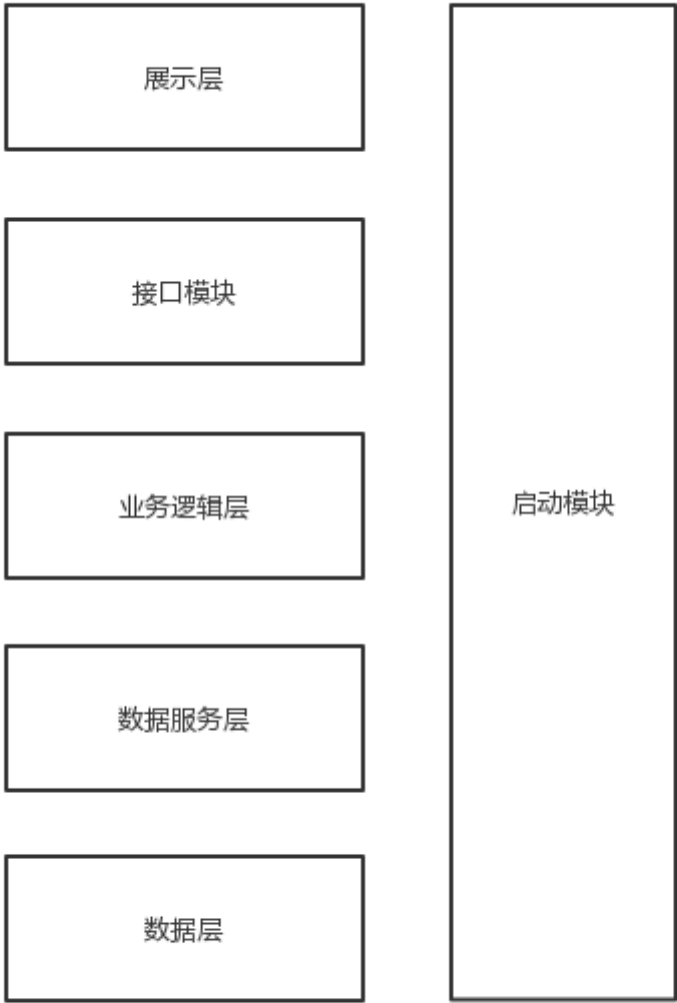 展示层
接口模块
业务逻辑层
数据服务层
数据层
启动模块